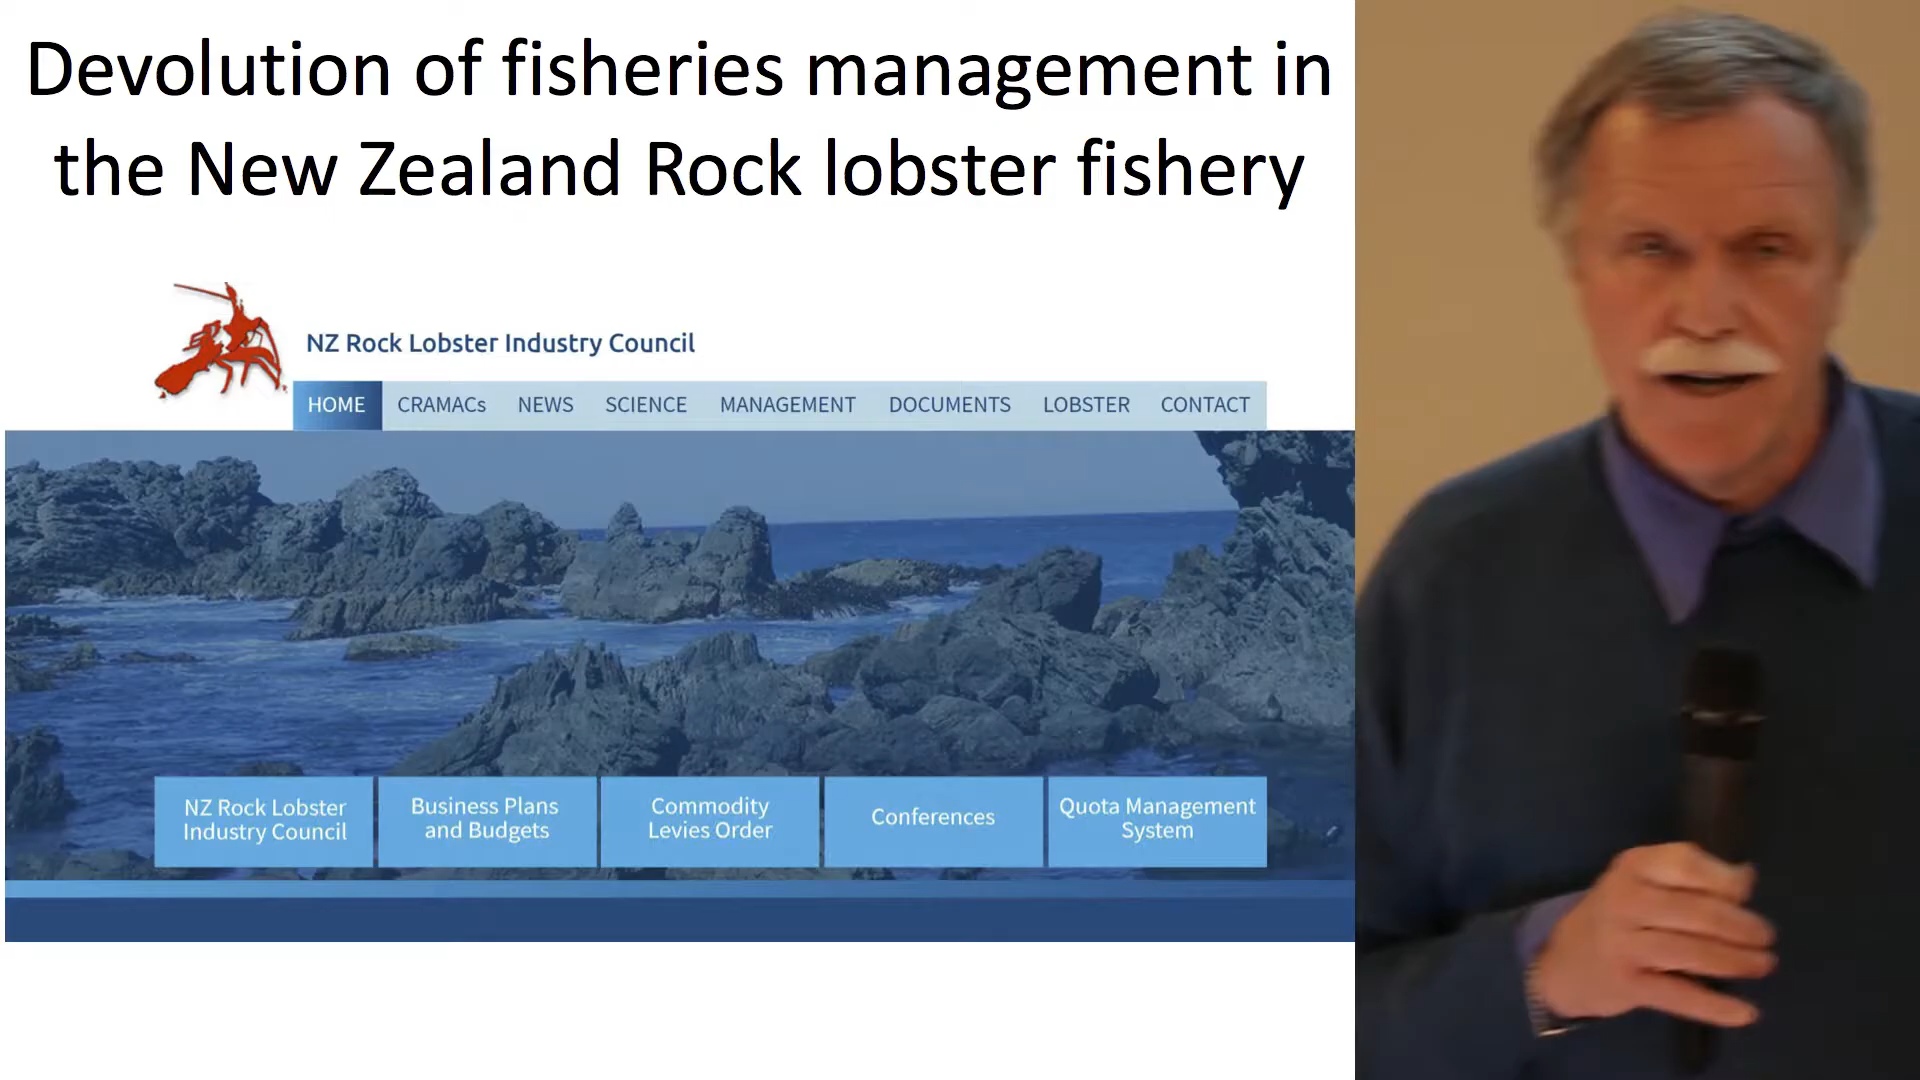 Devolution of fisheries management in
the New Zealand Rock lobster fishery
NZ Rock Lobster Industry Council
HOME CRAMACs NEWS SCIENCE MANAGEMENT DOCUMENTS LOBSTER CONTACT
NZ Rock Lobster
Industry Council
Business Plans
and Budgets
Commodity
Levies Order
Conferences
Quota Management
System